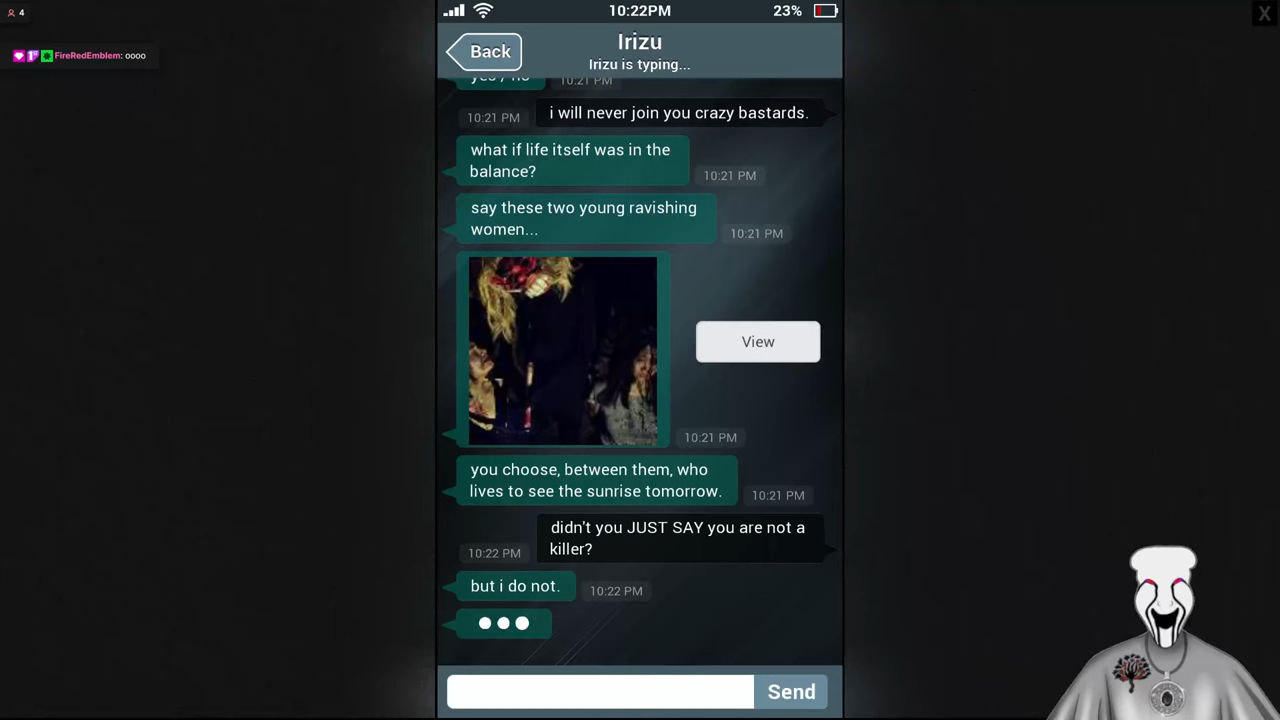 4
X
FireRedEmblem: oooo
10:22PM
23%
Back
Irizu
Irizu is typing...
yes / no
10:21 PM
i will never join you crazy bastards.
10:21 PM
what if life itself was in the
balance?
10:21 PM
say these two young ravishing
women...
10:21 PM
View
10:21 PM
you choose, between them, who
lives to see the sunrise tomorrow.
10:21 PM
didn't you JUST SAY you are not a
killer?
10:22 PM
but i do not.
10:22 PM
Send